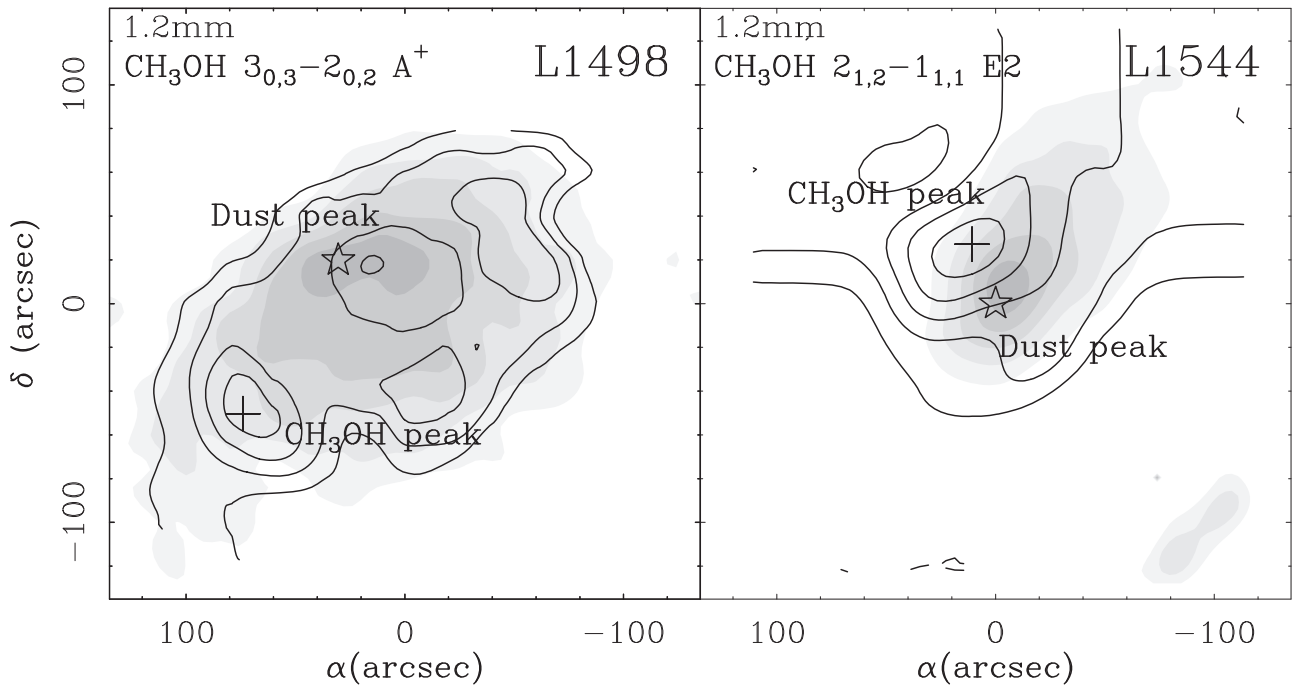 1.2mm
CH₃OH 3₀,₃−2₀,₂ A⁺ L1498
Dust peak
CH₃OH peak
1.2mm
CH₃OH 2₁,₂−1₁,₁ E2 L1544
CH₃OH peak
Dust peak
δ (arcsec)
100
0
−100
100 0 −100
α(arcsec)
100 0 −100
α(arcsec)